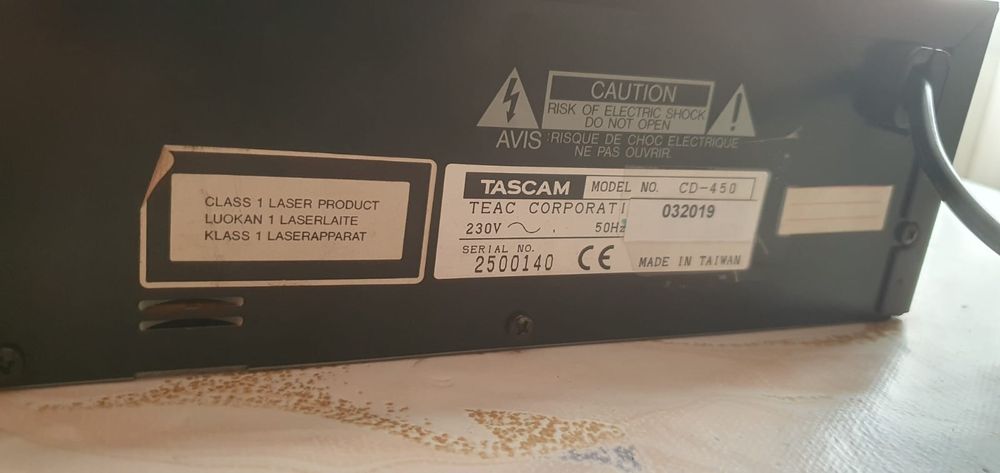 CAUTION
RISK OF ELECTRIC SHOCK
DO NOT OPEN
AVIS :RISQUE DE CHOC ELECTRIQUE
NE PAS OUVRIR.
CLASS 1 LASER PRODUCT
LUOKAN 1 LASERLAITE
KLASS 1 LASERAPPARAT
TASCAM MODEL NO. CD-450
TEAC CORPORATI
032019
230V ~ 50Hz
SERIAL NO.
2500140 CE MADE IN TAIWAN